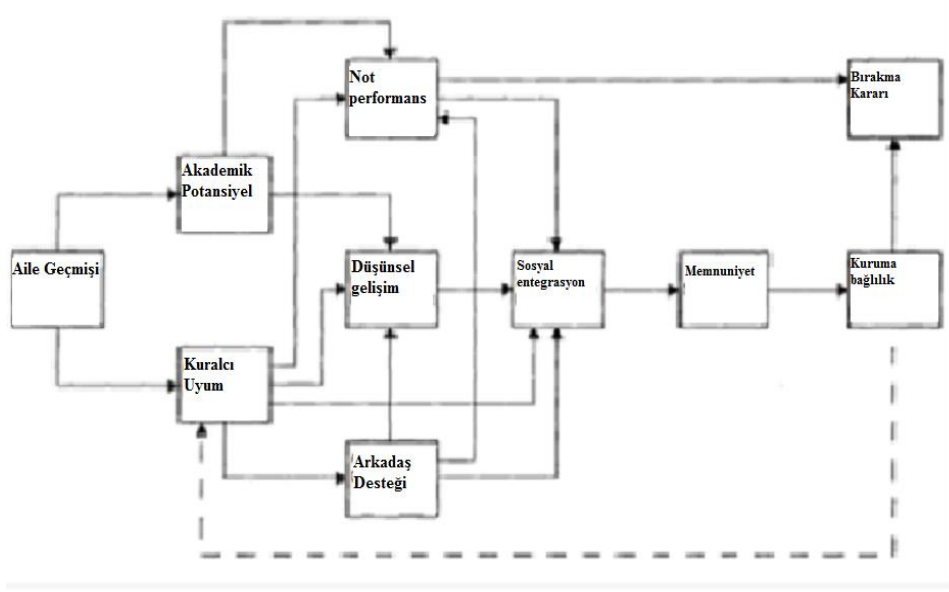 Not
performans
Bırakma
Kararı
Akademik
Potansiyel
Aile Geçmişi
Düşünsel
gelişim
Sosyal
entegrasyon
Memnuniyet
Kuruma
bağlılık
Kuralcı
Uyum
Arkadaş
Desteği